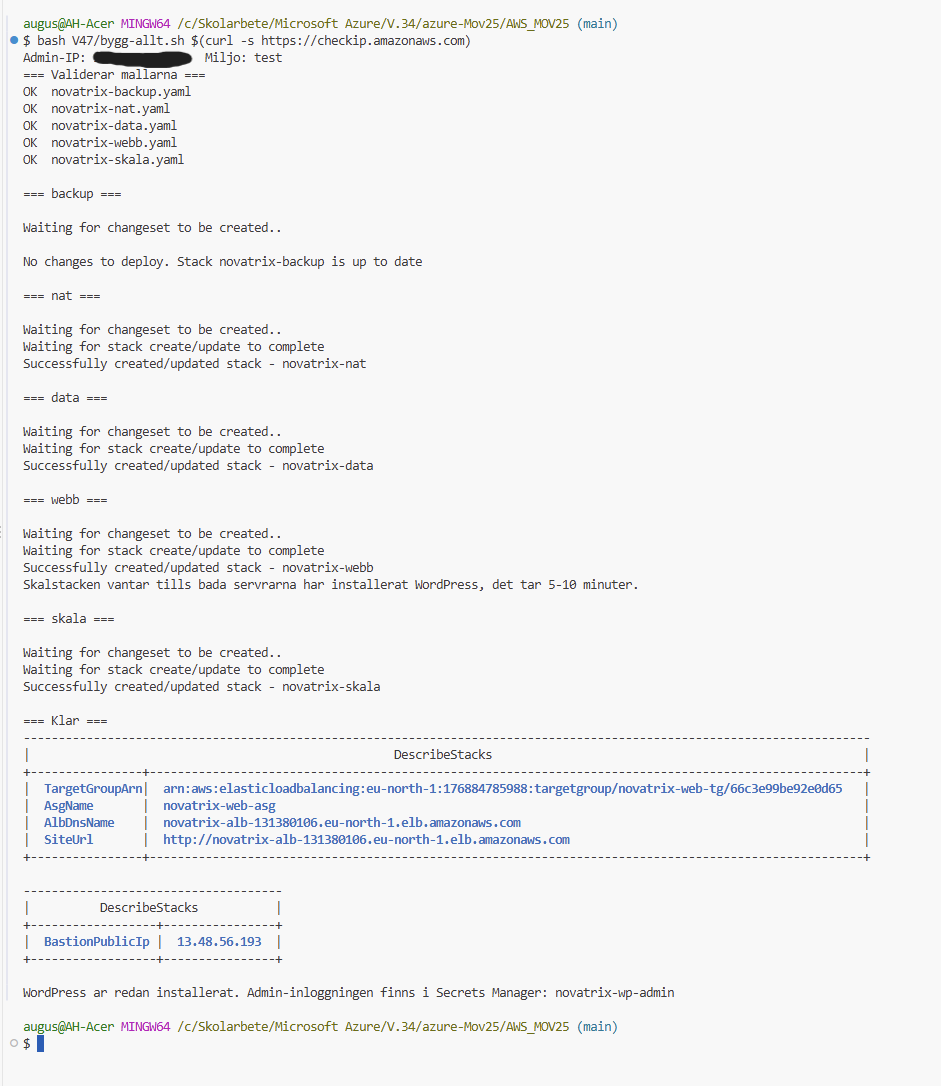 augus@AH-Acer MINGW64 /c/Skolarbete/Microsoft Azure/V.34/azure-Mov25/AWS_MOV25 (main)
$ bash V47/bygg-allt.sh $(curl -s https://checkip.amazonaws.com)
Admin-IP:   Miljo: test
=== Validerar mallarna ===
OK  novatrix-backup.yaml
OK  novatrix-nat.yaml
OK  novatrix-data.yaml
OK  novatrix-webb.yaml
OK  novatrix-skala.yaml
=== backup ===
Waiting for changeset to be created..
No changes to deploy. Stack novatrix-backup is up to date
=== nat ===
Waiting for changeset to be created..
Waiting for stack create/update to complete
Successfully created/updated stack - novatrix-nat
=== data ===
Waiting for changeset to be created..
Waiting for stack create/update to complete
Successfully created/updated stack - novatrix-data
=== webb ===
Waiting for changeset to be created..
Waiting for stack create/update to complete
Successfully created/updated stack - novatrix-webb
Skalstacken vantar tills bada servrarna har installerat WordPress, det tar 5-10 minuter.
=== skala ===
Waiting for changeset to be created..
Waiting for stack create/update to complete
Successfully created/updated stack - novatrix-skala
=== Klar ===
DescribeStacks
TargetGroupArn| arn:aws:elasticloadbalancing:eu-north-1:176884785988:targetgroup/novatrix-web-tg/66c3e99be92e0d65
AsgName | novatrix-web-asg
AlbDnsName | novatrix-alb-131380106.eu-north-1.elb.amazonaws.com
SiteUrl | http://novatrix-alb-131380106.eu-north-1.elb.amazonaws.com
DescribeStacks
BastionPublicIp | 13.48.56.193
WordPress ar redan installerat. Admin-inloggningen finns i Secrets Manager: novatrix-wp-admin
augus@AH-Acer MINGW64 /c/Skolarbete/Microsoft Azure/V.34/azure-Mov25/AWS_MOV25 (main)
$